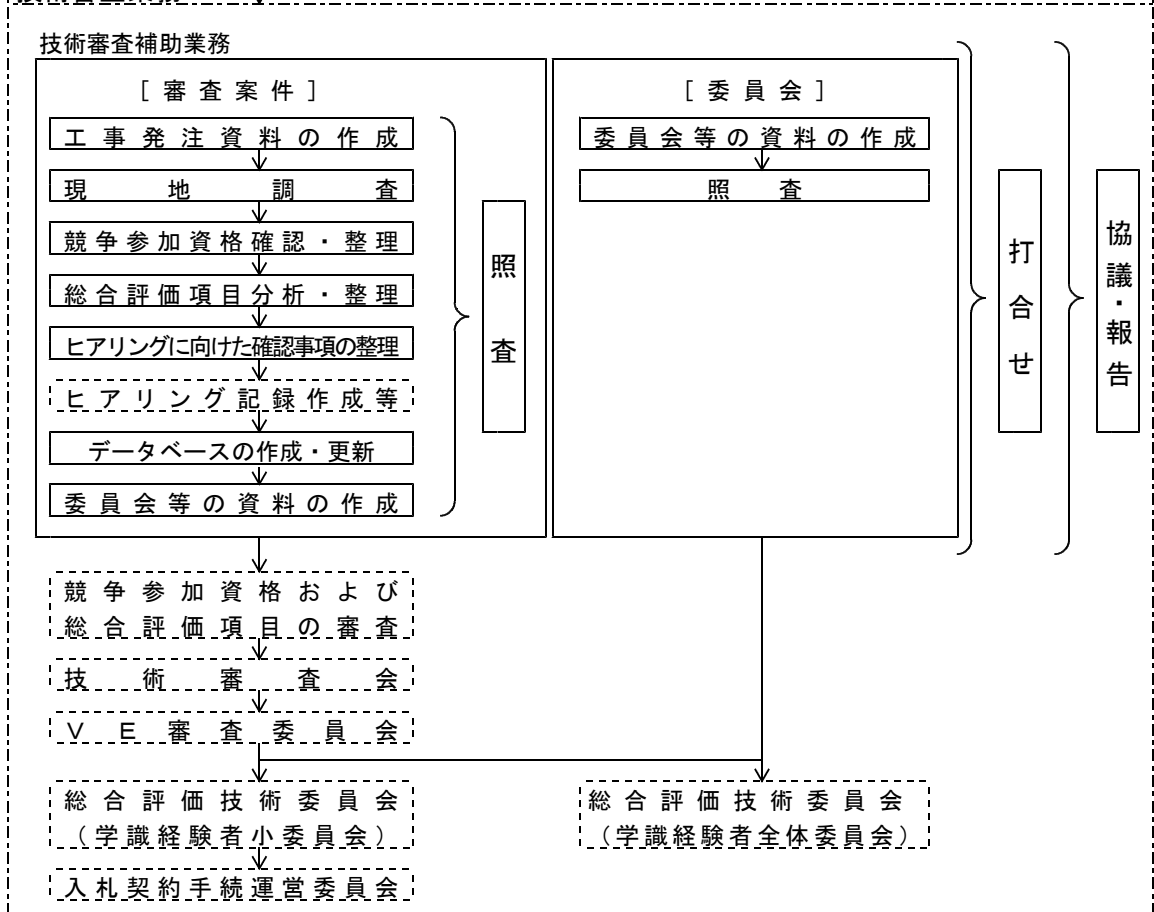 技術審査補助業務
[審査案件]
工事発注資料の作成
現地調査
競争参加資格確認・整理
総合評価項目分析・整理
ヒアリングに向けた確認事項の整理
ヒアリング記録作成等
データベースの作成・更新
委員会等の資料の作成
照査
[委員会]
委員会等の資料の作成
照査
打合せ
協議・報告
競争参加資格および
総合評価項目の審査
技術審査会
VE審査委員会
総合評価技術委員会
(学識経験者小委員会)
総合評価技術委員会
(学識経験者全体委員会)
入札契約手続運営委員会